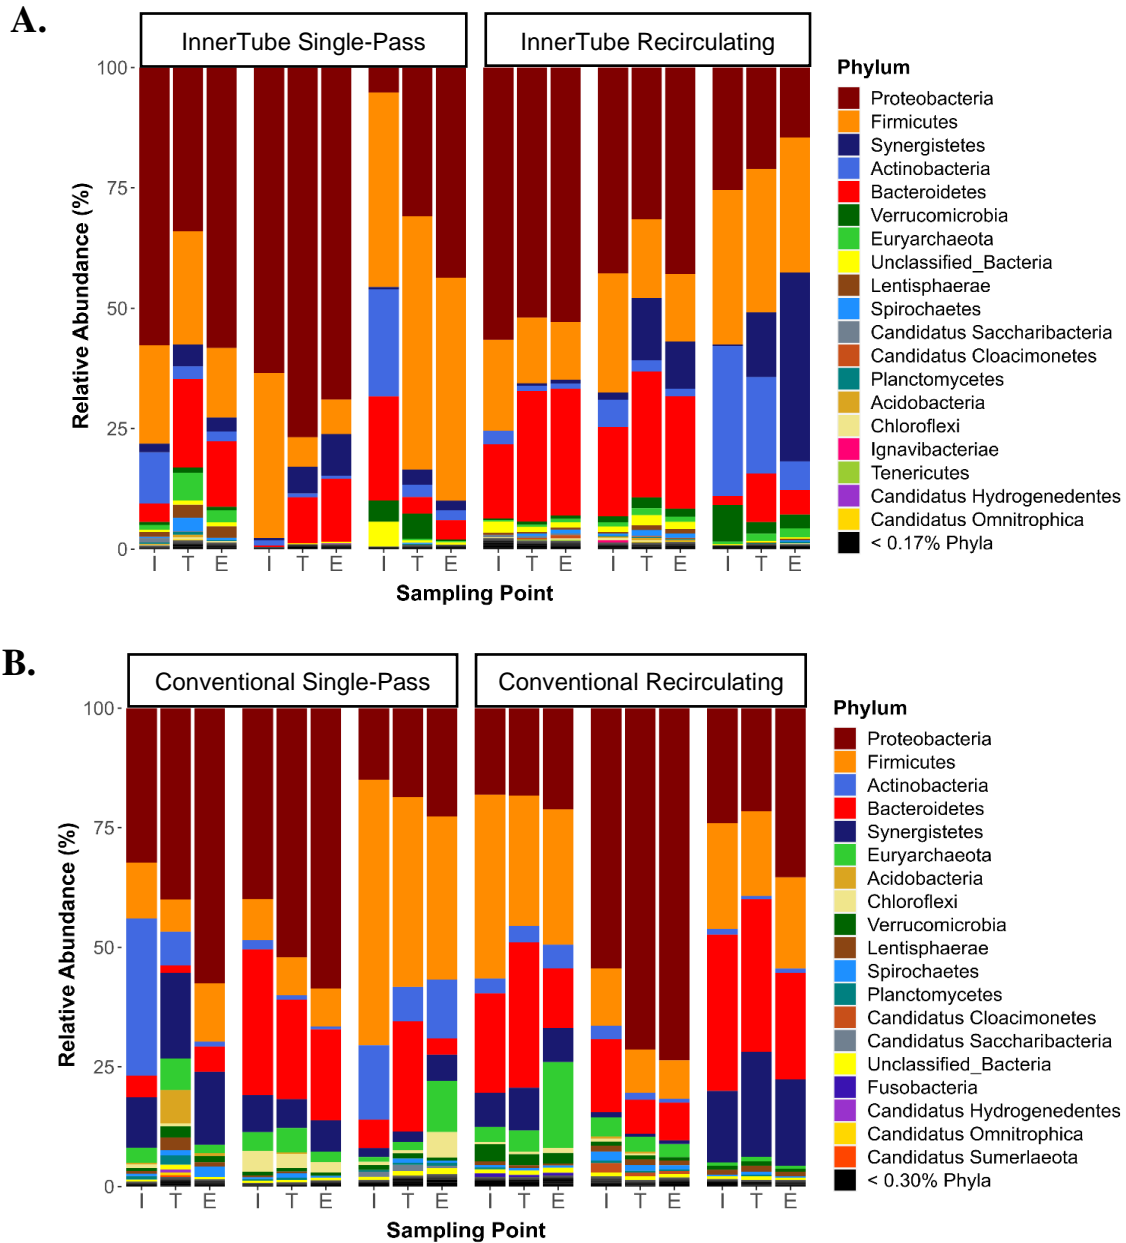 A.
InnerTube Single-Pass InnerTube Recirculating
Relative Abundance (%)
100
75
50
25
0
I T E I T E I T E I T E I T E I T E
Sampling Point
Phylum
Proteobacteria
Firmicutes
Synergistetes
Actinobacteria
Bacteroidetes
Verrucomicrobia
Euryarchaeota
Unclassified_Bacteria
Lentisphaerae
Spirochaetes
Candidatus Saccharibacteria
Candidatus Cloacimonetes
Planctomycetes
Acidobacteria
Chloroflexi
Ignavibacteriae
Tenericutes
Candidatus Hydrogenedentes
Candidatus Omnitrophica
< 0.17% Phyla
B.
Conventional Single-Pass Conventional Recirculating
Relative Abundance (%)
100
75
50
25
0
I T E I T E I T E I T E I T E I T E
Sampling Point
Phylum
Proteobacteria
Firmicutes
Actinobacteria
Bacteroidetes
Synergistetes
Euryarchaeota
Acidobacteria
Chloroflexi
Verrucomicrobia
Lentisphaerae
Spirochaetes
Planctomycetes
Candidatus Cloacimonetes
Candidatus Saccharibacteria
Unclassified_Bacteria
Fusobacteria
Candidatus Hydrogenedentes
Candidatus Omnitrophica
Candidatus Sumerlaeota
< 0.30% Phyla